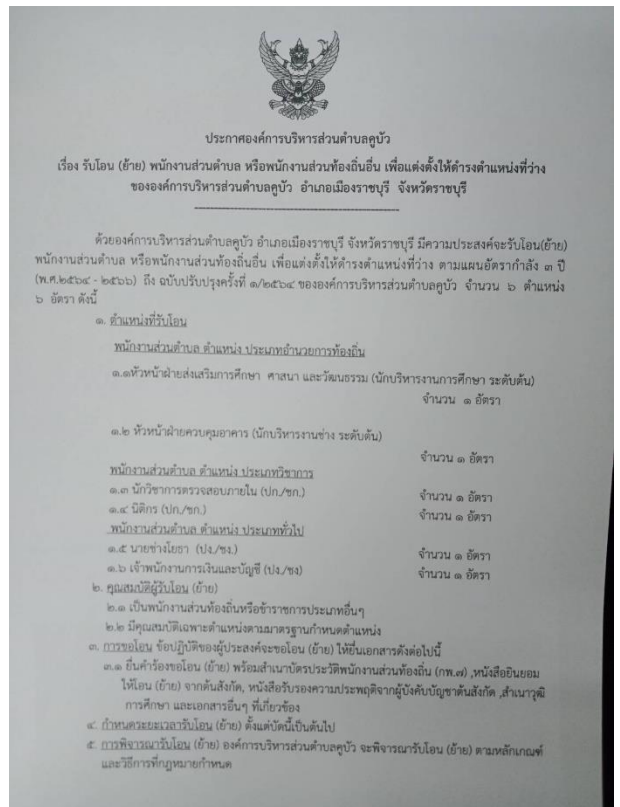 ประกาศองค์การบริหารส่วนตำบลคูบัว
เรื่อง รับโอน (ย้าย) พนักงานส่วนตำบล หรือพนักงานส่วนท้องถิ่นอื่น เพื่อแต่งตั้งให้ดำรงตำแหน่งที่ว่าง
ขององค์การบริหารส่วนตำบลคูบัว อำเภอเมืองราชบุรี จังหวัดราชบุรี
ด้วยองค์การบริหารส่วนตำบลคูบัว อำเภอเมืองราชบุรี จังหวัดราชบุรี มีความประสงค์จะรับโอน(ย้าย)
พนักงานส่วนตำบล หรือพนักงานส่วนท้องถิ่นอื่น เพื่อแต่งตั้งให้ดำรงตำแหน่งที่ว่าง ตามแผนอัตรากำลัง ๓ ปี
(พ.ศ.๒๕๖๔ - ๒๕๖๖) ถึง ฉบับปรับปรุงครั้งที่ ๑/๒๕๖๔ ขององค์การบริหารส่วนตำบลคูบัว จำนวน ๖ ตำแหน่ง
๖ อัตรา ดังนี้
๑. ตำแหน่งที่รับโอน
พนักงานส่วนตำบล ตำแหน่ง ประเภทอำนวยการท้องถิ่น
๑.๑หัวหน้าฝ่ายส่งเสริมการศึกษา ศาสนา และวัฒนธรรม (นักบริหารงานการศึกษา ระดับต้น)
จำนวน ๑ อัตรา
๑.๒ หัวหน้าฝ่ายควบคุมอาคาร (นักบริหารงานช่าง ระดับต้น)
จำนวน ๑ อัตรา
พนักงานส่วนตำบล ตำแหน่ง ประเภทวิชาการ
๑.๓ นักวิชาการตรวจสอบภายใน (ปก./ชก.) จำนวน ๑ อัตรา
๑.๔ นิติกร (ปก./ชก.) จำนวน ๑ อัตรา
พนักงานส่วนตำบล ตำแหน่ง ประเภททั่วไป
๑.๕ นายช่างโยธา (ปง./ชง.) จำนวน ๑ อัตรา
๑.๖ เจ้าพนักงานการเงินและบัญชี (ปง./ชง) จำนวน ๑ อัตรา
๒. คุณสมบัติผู้รับโอน (ย้าย)
๒.๑ เป็นพนักงานส่วนท้องถิ่นหรือข้าราชการประเภทอื่นๆ
๒.๒ มีคุณสมบัติเฉพาะตำแหน่งตามมาตรฐานกำหนดตำแหน่ง
๓. การขอโอน ข้อปฏิบัติของผู้ประสงค์จะขอโอน (ย้าย) ให้ยื่นเอกสารดังต่อไปนี้
๓.๑ ยื่นคำร้องขอโอน (ย้าย) พร้อมสำเนาบัตรประวัติพนักงานส่วนท้องถิ่น (กพ.๗) ,หนังสือยินยอม
ให้โอน (ย้าย) จากต้นสังกัด, หนังสือรับรองความประพฤติจากผู้บังคับบัญชาต้นสังกัด ,สำเนาวุฒิ
การศึกษา และเอกสารอื่นๆ ที่เกี่ยวข้อง
๔. กำหนดระยะเวลารับโอน (ย้าย) ตั้งแต่บัดนี้เป็นต้นไป
๕. การพิจารณารับโอน (ย้าย) องค์การบริหารส่วนตำบลคูบัว จะพิจารณารับโอน (ย้าย) ตามหลักเกณฑ์
และวิธีการที่กฎหมายกำหนด